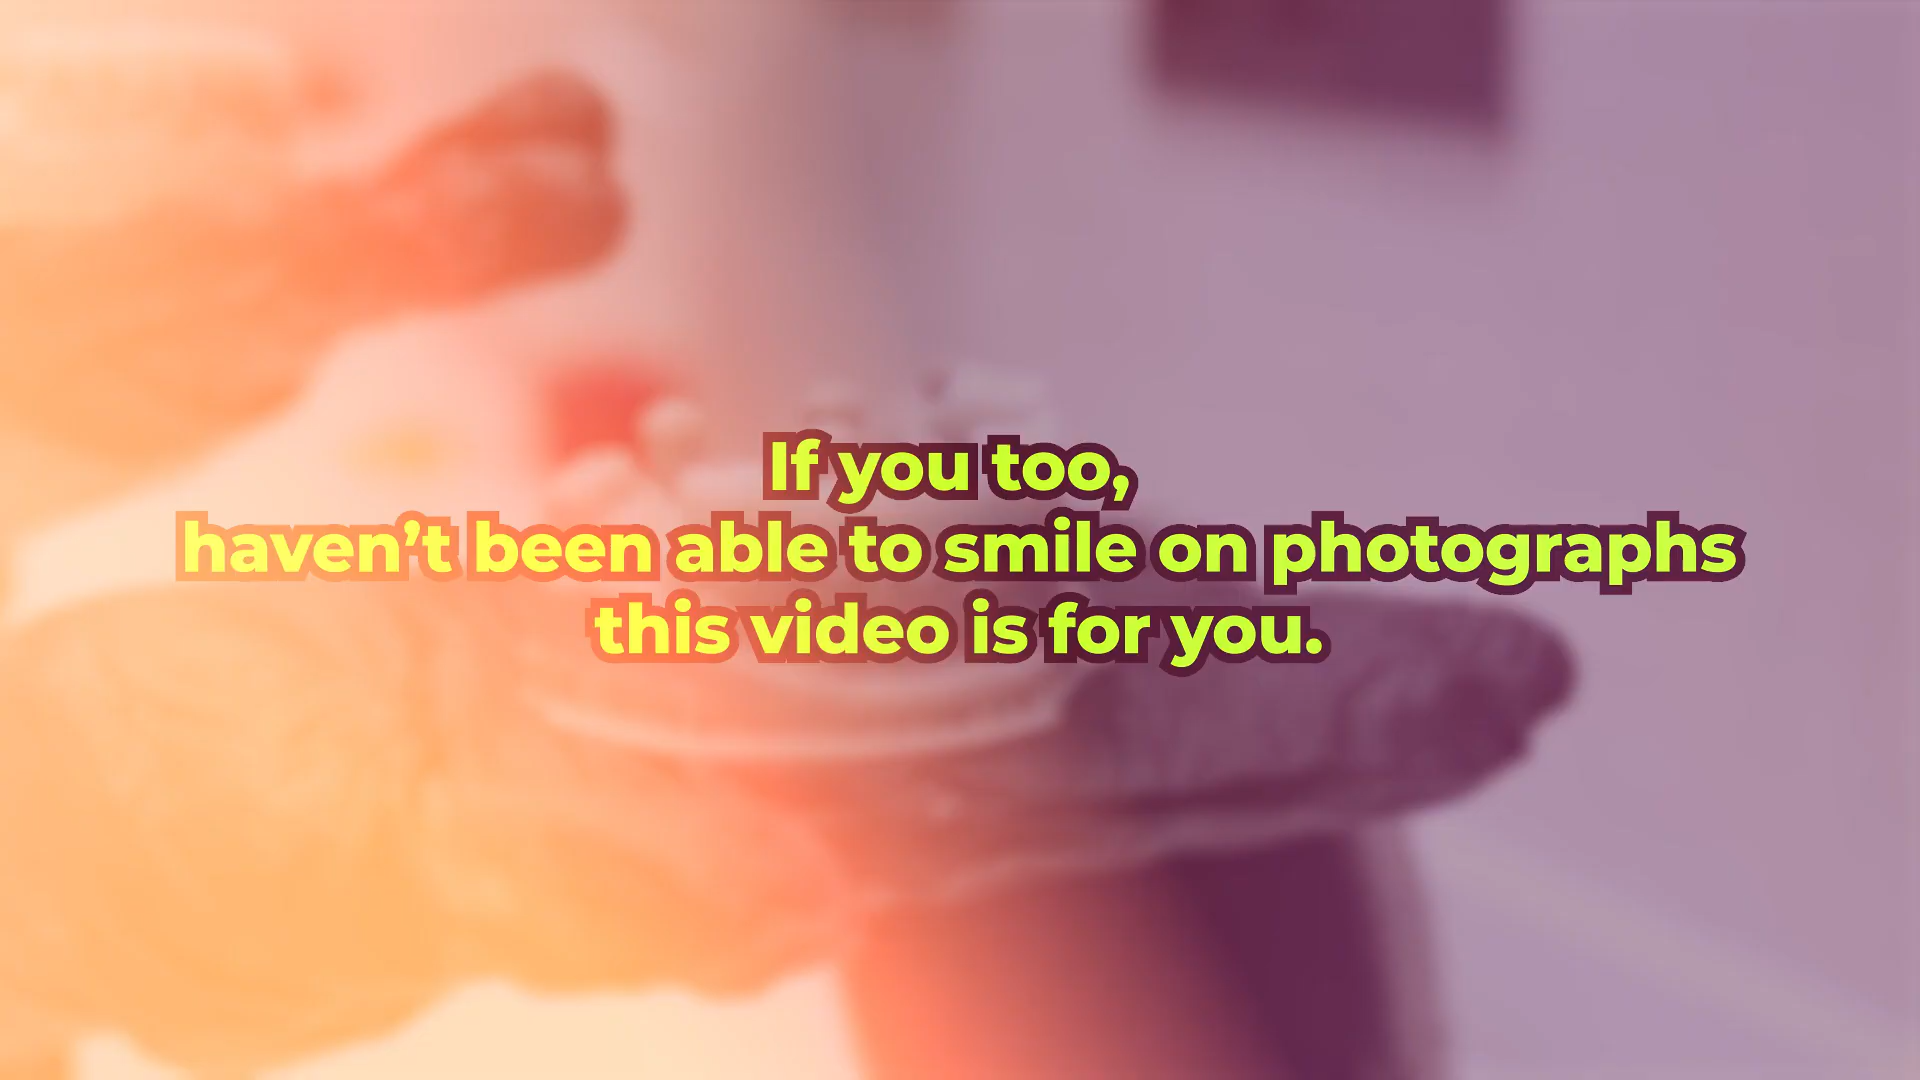 If you too,
haven’t been able to smile on photographs
this video is for you.